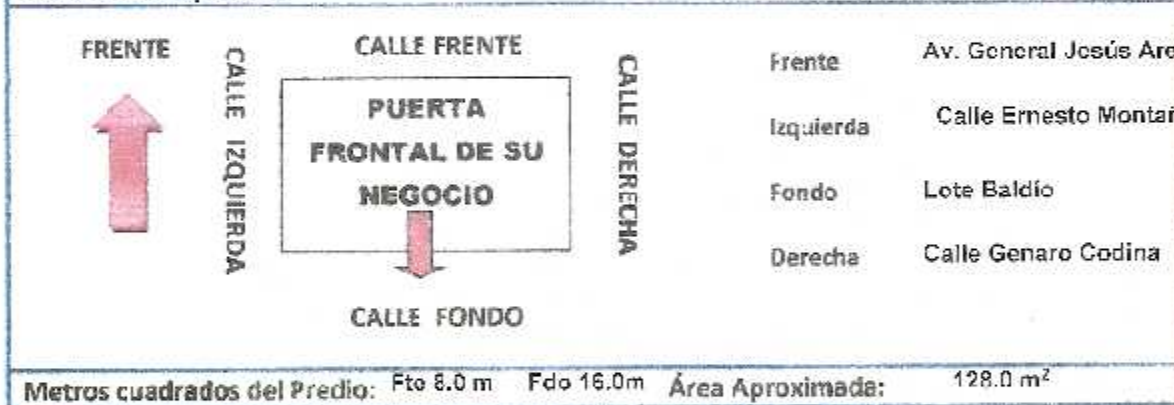 FRENTE
CALLE IZQUIERDA
CALLE FRENTE
PUERTA
FRONTAL DE SU
NEGOCIO
CALLE DERECHA
CALLE FONDO
Frente Av. General Jesús
Izquierda Calle Ernesto
Fondo Lote Baldío
Derecha Calle Genaro Codina
Metros cuadrados del Predio: Fto 8.0 m Fdo 16.0m Área Aproximada: 128.0 m²